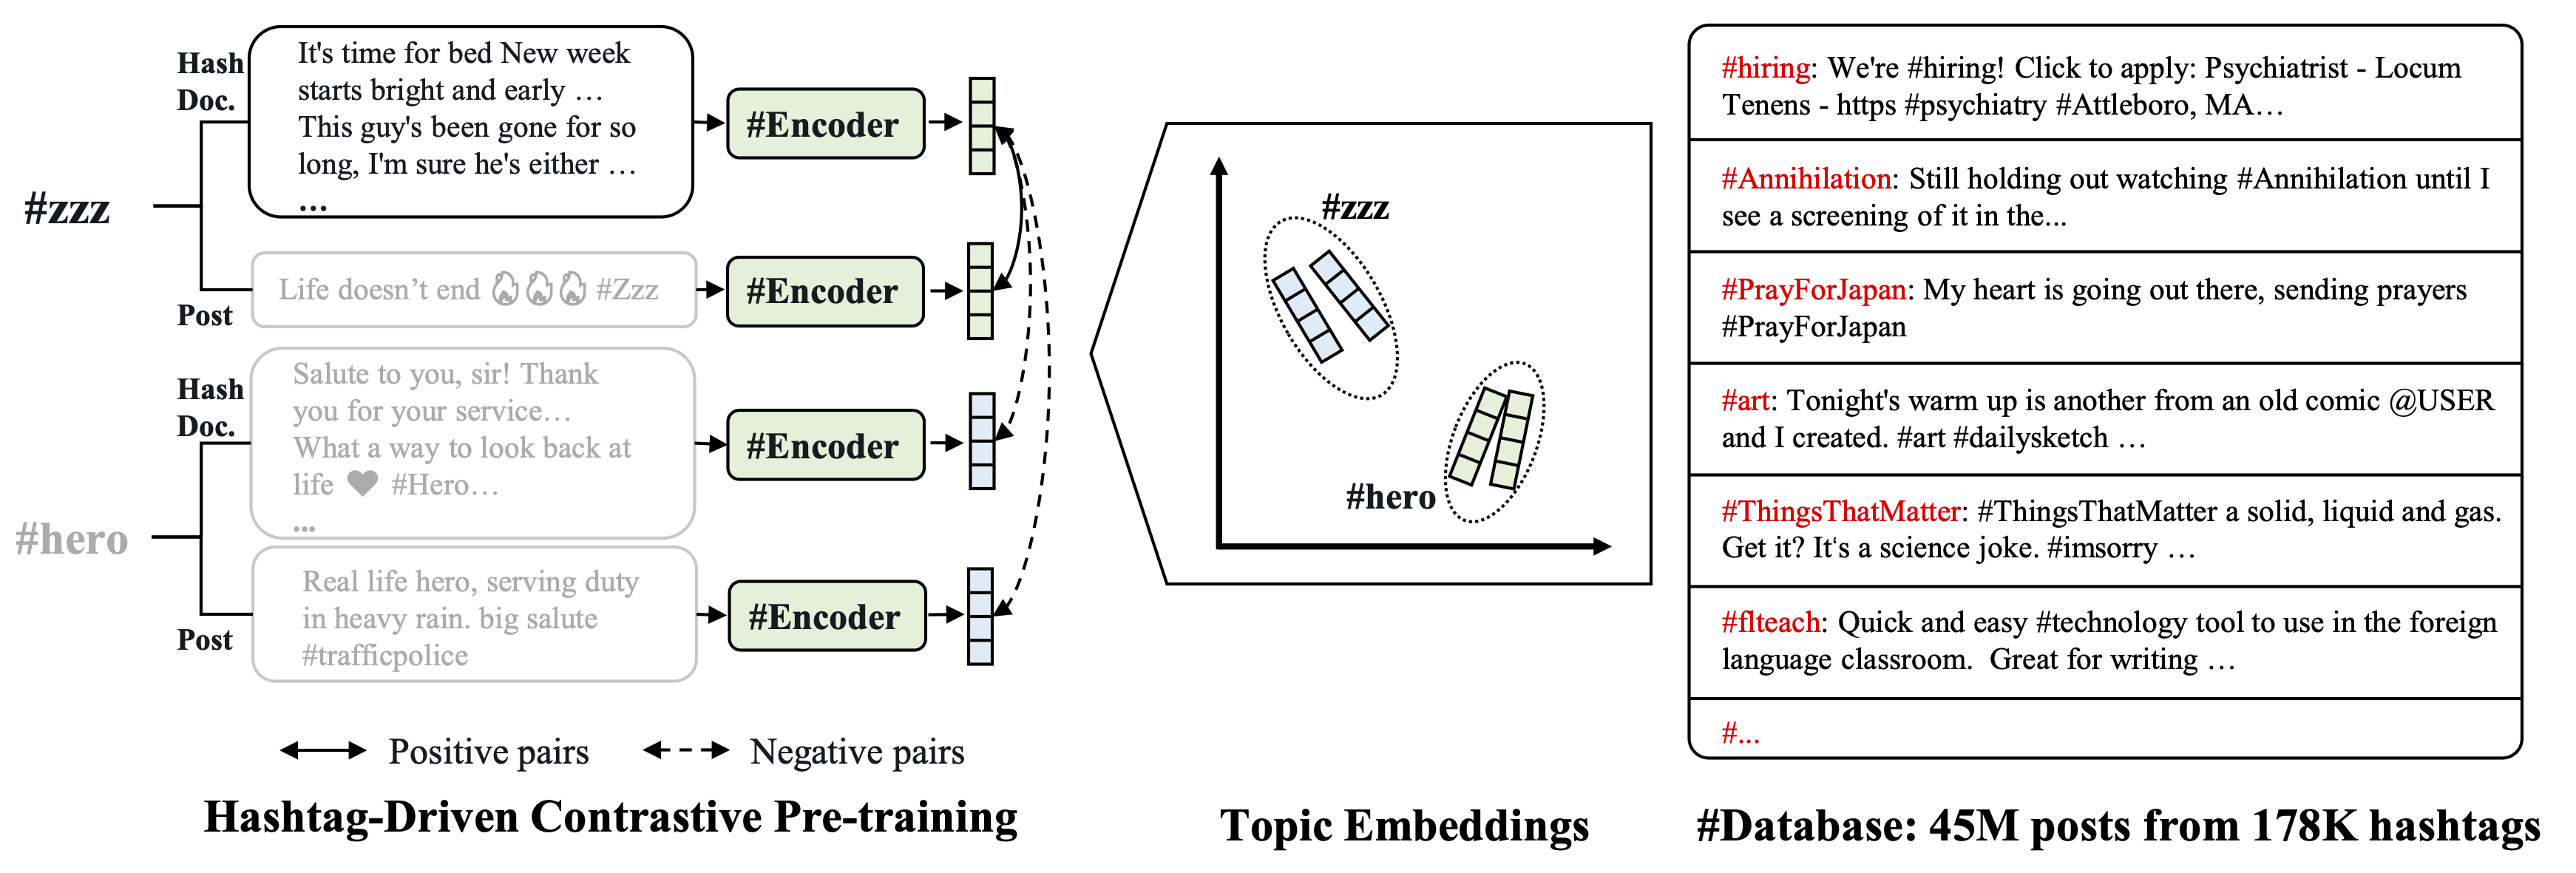 #zzz
Hash
Doc.
It's time for bed New week
starts bright and early …
This guy's been gone for so
long, I'm sure he's either …
...
#Encoder
Post
Life doesn’t end 🔥🔥🔥 #Zzz
#Encoder
#hero
Hash
Doc.
Salute to you, sir! Thank
you for your service…
What a way to look back at
life ♥ #Hero…
...
#Encoder
Post
Real life hero, serving duty
in heavy rain. big salute
#trafficpolice
#Encoder
Positive pairs
Negative pairs
Hashtag-Driven Contrastive Pre-training
#zzz
#hero
Topic Embeddings
#hiring: We're #hiring! Click to apply: Psychiatrist - Locum
Tenens - https #psychiatry #Attleboro, MA…
#Annihilation: Still holding out watching #Annihilation until I
see a screening of it in the...
#PrayForJapan: My heart is going out there, sending prayers
#PrayForJapan
#art: Tonight's warm up is another from an old comic @USER
and I created. #art #dailysketch …
#ThingsThatMatter: #ThingsThatMatter a solid, liquid and gas.
Get it? It‘s a science joke. #imsorry …
#flteach: Quick and easy #technology tool to use in the foreign
language classroom.  Great for writing …
#...
#Database: 45M posts from 178K hashtags